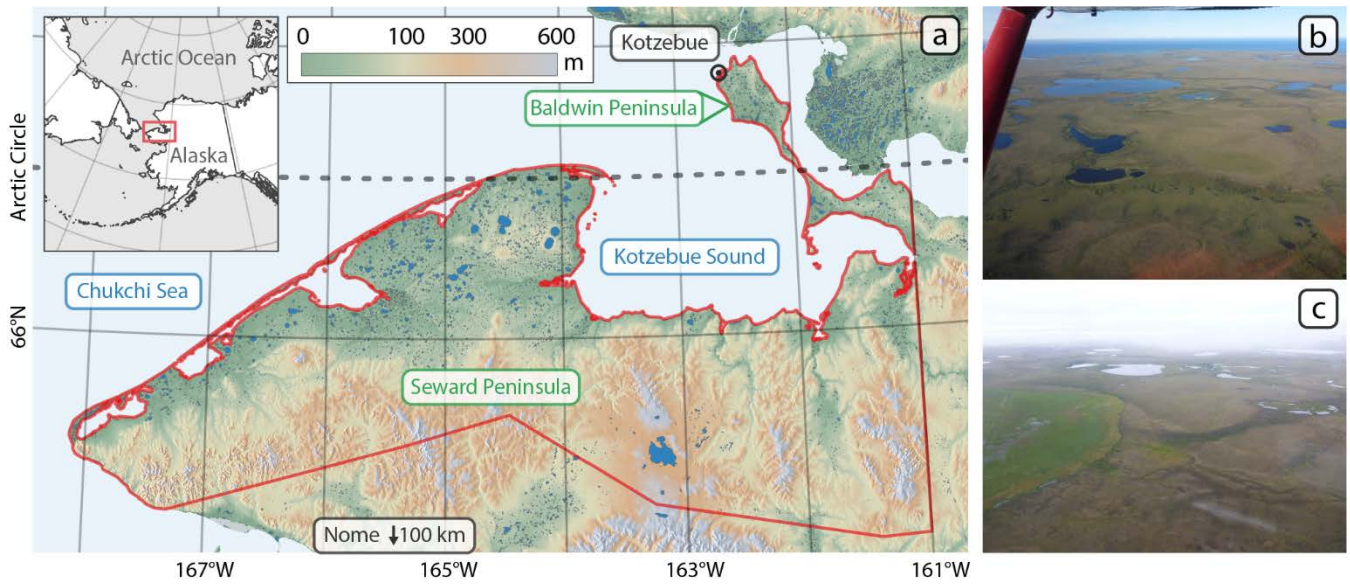 Arctic Ocean
Alaska
0 100 300 600
m
Kotzebue
a
Baldwin Peninsula
Arctic Circle
Kotzebue Sound
Chukchi Sea
66°N
Seward Peninsula
Nome ↓100 km
167°W 165°W 163°W 161°W
b
c